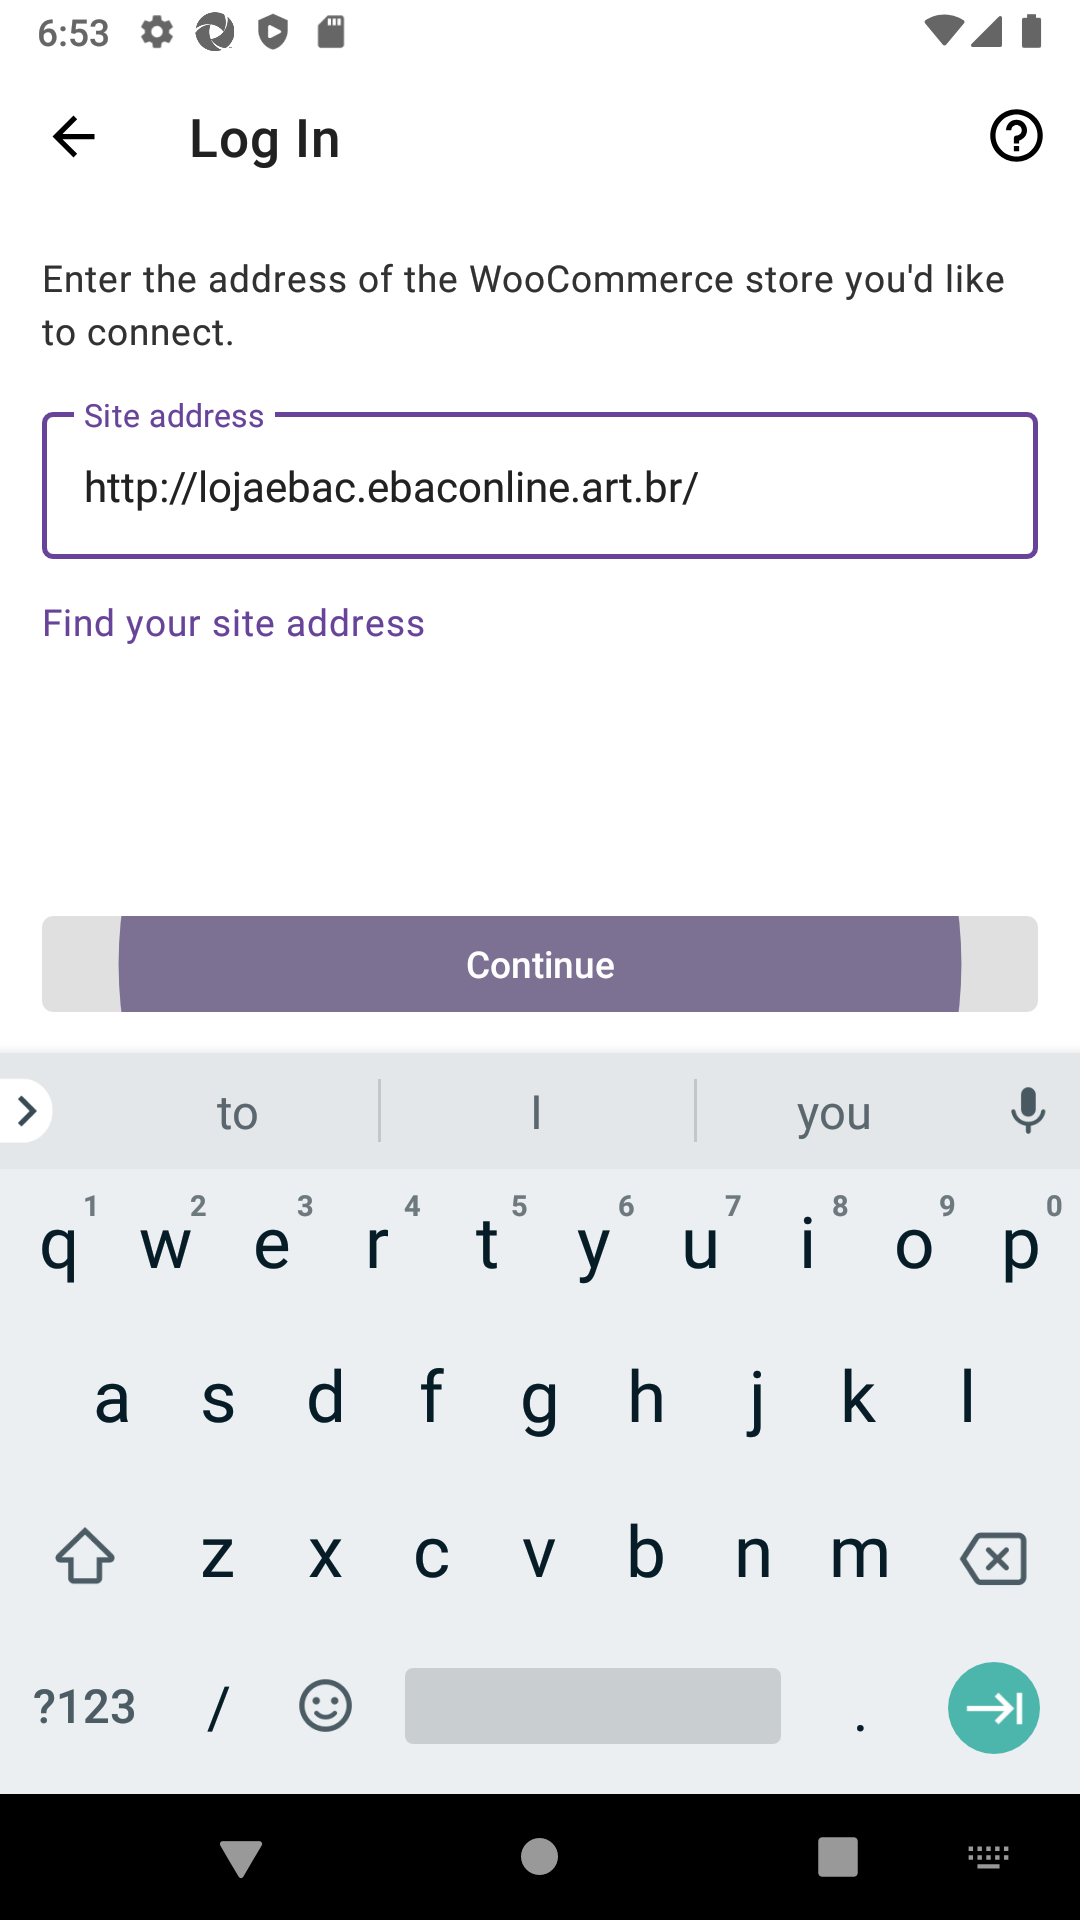 6:53
Log In
Enter the address of the WooCommerce store you'd like
to connect.
Site address
http://lojaebac.ebaconline.art.br/
Find your site address
Continue
to I you
1 2 3 4 5 6 7 8 9 0
q w e r t y u i o p
a s d f g h j k l
z x c v b n m
?123 / .